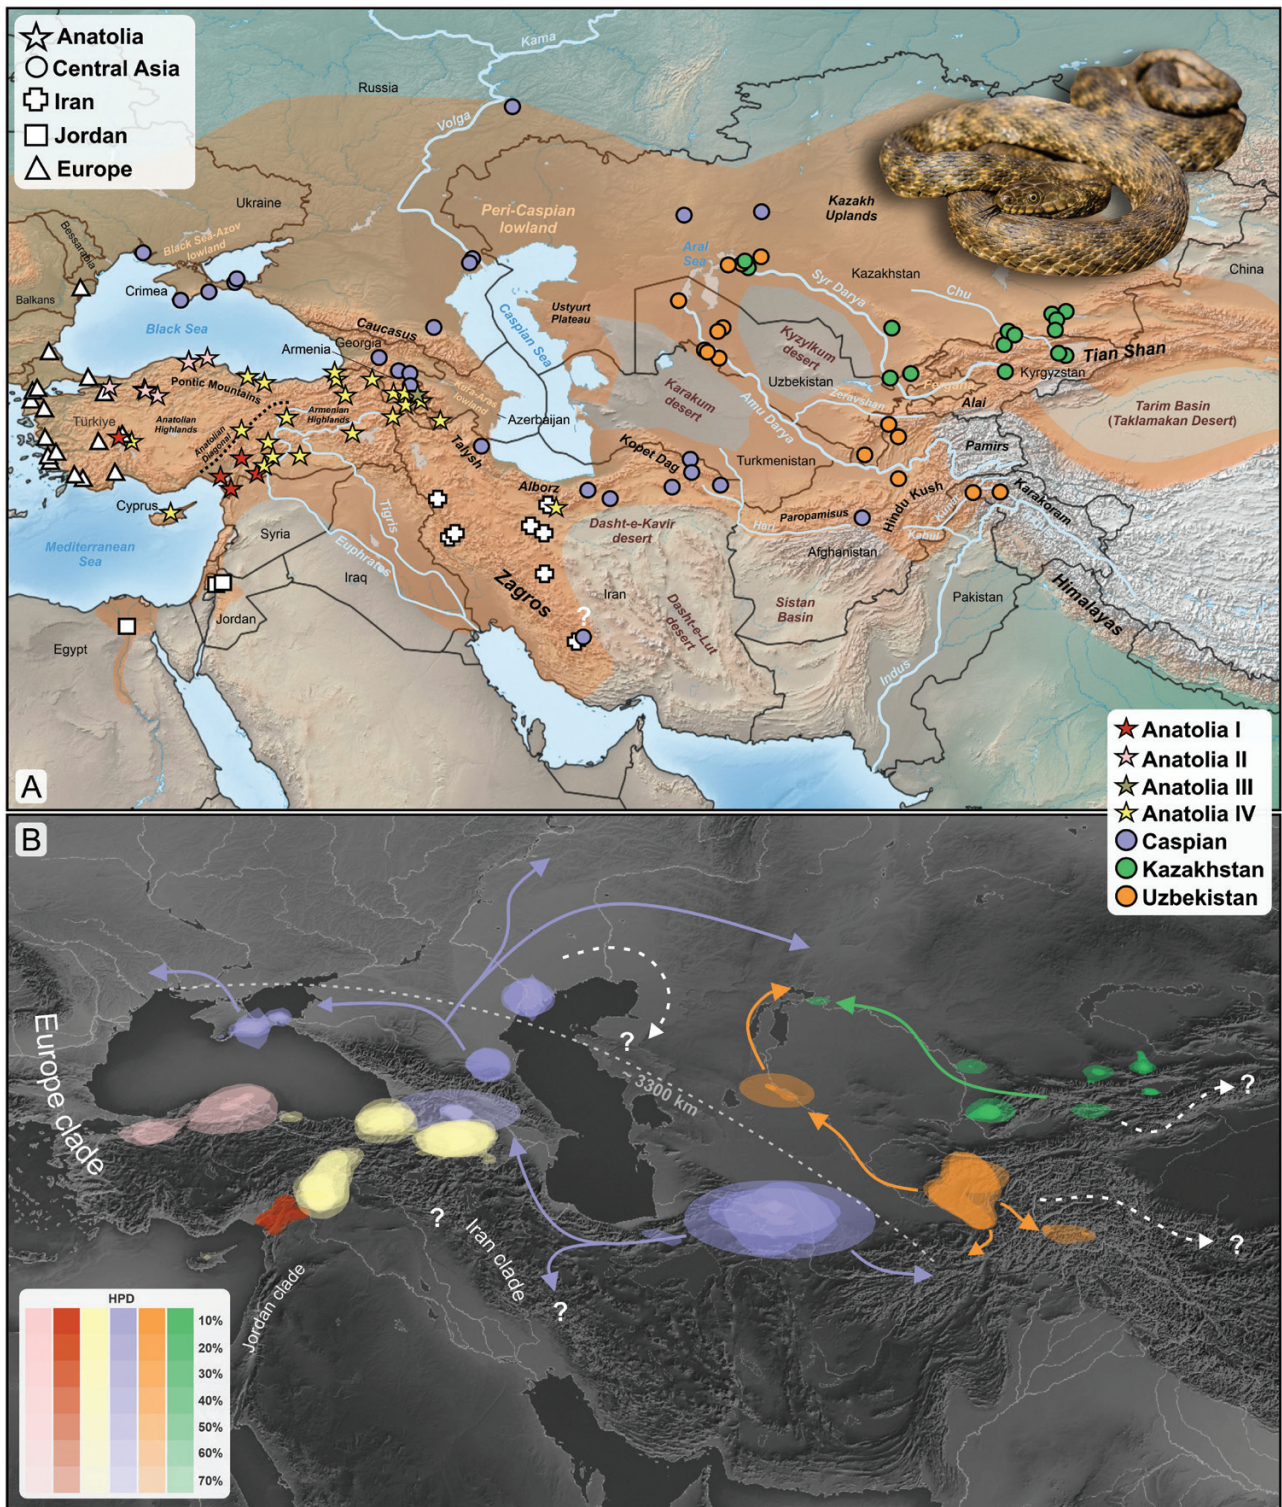 Anatolia
Central Asia
Iran
Jordan
Europe
Kama
Russia
Volga
Ukraine
Bessarabia
Black Sea-Azov
lowland
Peri-Caspian
lowland
Kazakh
Uplands
Aral
Sea
Kazakhstan
China
Balkans
Crimea
Syr Darya
Chu
Black Sea
Caucasus
Caspian Sea
Ustyurt
Plateau
Kyzylkum
desert
Georgia
Armenia
Tian Shan
Kyrgyzstan
Pontic Mountains
Uzbekistan
Karakum
desert
Zeravshan
Alai
Tarim Basin
(Taklamakan Desert)
Türkiye
Anatolian
Highlands
Armenian
Highlands
Anatolian
Diagonal
lowland
Azerbaijan
Amu Darya
Talysh
Kopet Dag
Turkmenistan
Pamirs
Alborz
Hindu Kush
Karakoram
Cyprus
Tigris
Dash-e-Kavir
desert
Hari
Paropamisus
Kunar
Kabul
Mediterranean
Sea
Syria
Euphrates
Iraq
Afghanistan
Zagros
Iran
Sistan
Basin
Pakistan
Himalayas
Jordan
?
Dasht-e-Lut
desert
Egypt
Indus
A
Anatolia I
Anatolia II
Anatolia III
Anatolia IV
Caspian
Kazakhstan
Uzbekistan
B
Europe clade
?
~ 3300 km
?
?
Iran clade
?
?
Jordan clade
HPD
10%
20%
30%
40%
50%
60%
70%